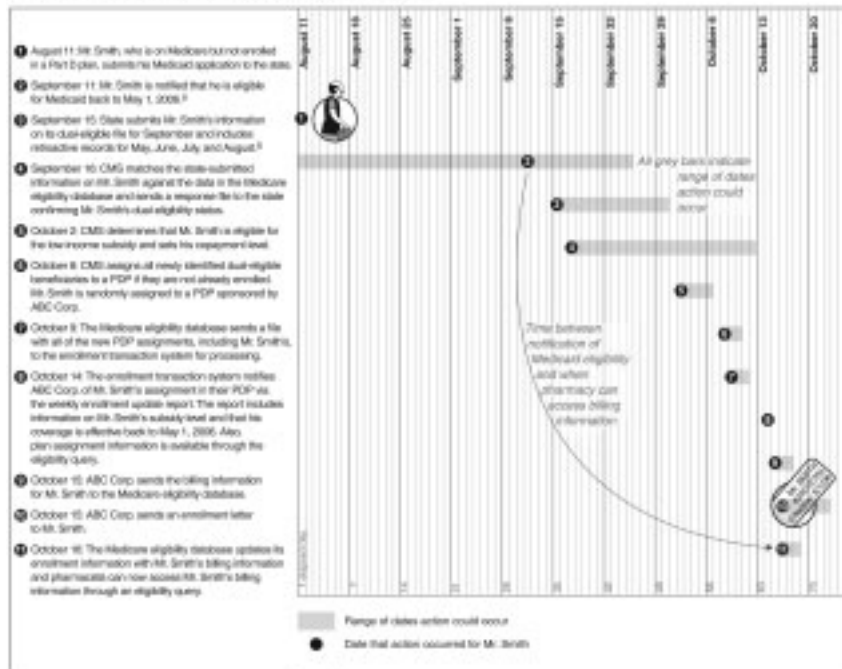 August 11: Mr. Smith, who is on Medicare but not enrolled
in a Part D plan, submits his Medicaid application to the state.
September 11: Mr. Smith is notified that he is eligible
for Medicaid back to May 1, 2006.
September 15: State submits Mr. Smith's information
on its dual-eligible file for September and includes
retroactive records for May, June, July, and August.
September 16: CMS matches the state-submitted
information on Mr. Smith against the data in the Medicare
eligibility database and sends a response file to the state
confirming Mr. Smith's dual-eligibility status.
October 2: CMS determines that Mr. Smith is eligible for
the low-income subsidy and sets his copayment level.
October 8: CMS assigns all newly identified dual-eligible
beneficiaries to a PDP if they are not already enrolled.
Mr. Smith is randomly assigned to a PDP sponsored by
ABC Corp.
October 9: The Medicare eligibility database sends a file
with all of the new PDP assignments, including Mr. Smith's,
to the enrollment transaction system for processing.
October 14: The enrollment transaction system notifies
ABC Corp. of Mr. Smith's assignment in their PDP via
the weekly enrollment update report. The report includes
information on Mr. Smith's subsidy level and that his
coverage is effective back to May 1, 2006. Also,
plan assignment information is available through the
eligibility query.
October 15: ABC Corp. sends the billing information
for Mr. Smith to the Medicare eligibility database.
ABC Corp. sends an enrollment letter
to Mr. Smith.
October 16: The Medicare eligibility database updates its
enrollment information with Mr. Smith's billing information
and pharmacists can now access Mr. Smith's billing
information through an eligibility query.
August 11
August 18
August 25
September 1
September 8
September 15
September 22
September 29
October 6
October 13
October 20
All grey bars indicate
range of dates
action could
occur
Time between
notification of
Medicaid eligibility
and when
pharmacy can
access billing
information
Range of dates action could occur
Date that action occurred for Mr. Smith